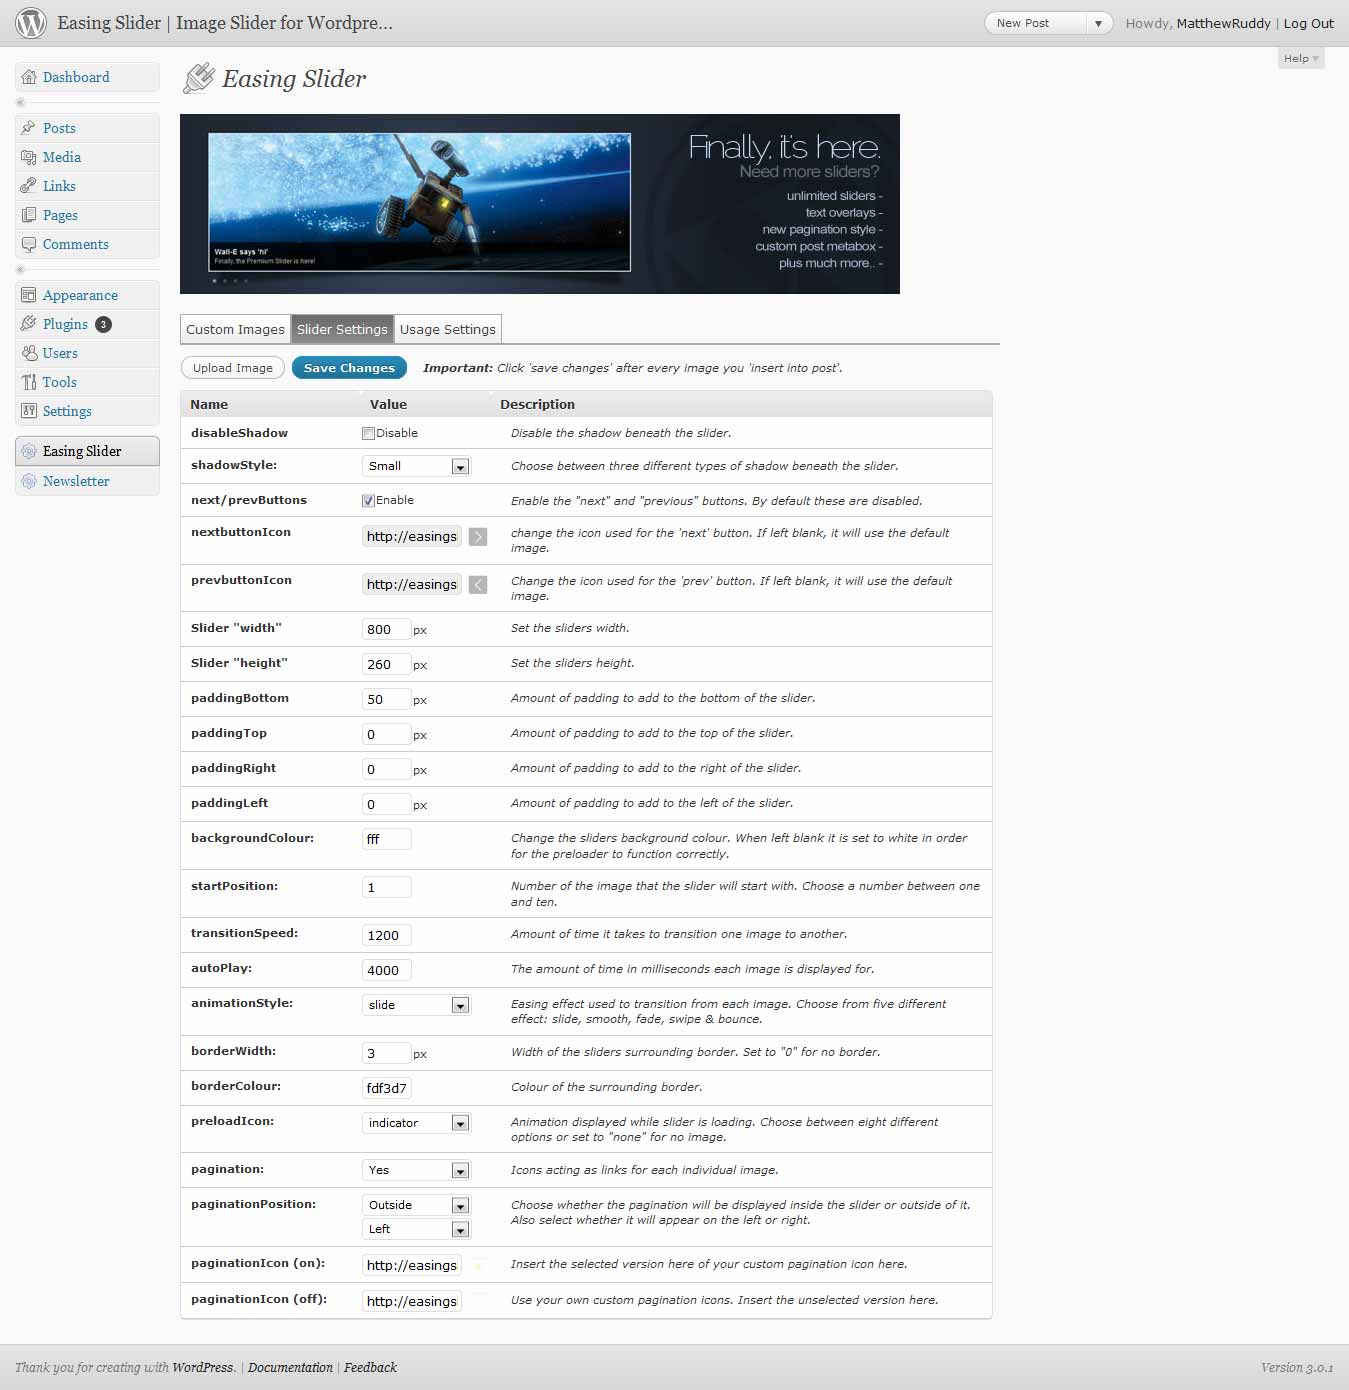 Easing Slider | Image Slider for Wordpre...
New Post
Howdy, MatthewRuddy | Log Out
Help
Dashboard
Posts
Media
Links
Pages
Comments
Appearance
Plugins 3
Users
Tools
Settings
Easing Slider
Newsletter
Easing Slider
Wall-E says 'hi'
Finally, the Premium Slider is here!
Finally, it's here.
Need more sliders?
unlimited sliders -
text overlays -
new pagination style -
custom post metabox -
plus much more.. -
Custom Images Slider Settings Usage Settings
Upload Image Save Changes Important: Click 'save changes' after every image you 'insert into post'.
Name Value Description
disableShadow Disable Disable the shadow beneath the slider.
shadowStyle: Small Choose between three different types of shadow beneath the slider.
next/prevButtons Enable Enable the "next" and "previous" buttons. By default these are disabled.
nextbuttonIcon http://easings change the icon used for the 'next' button. If left blank, it will use the default
image.
prevbuttonIcon http://easings Change the icon used for the 'prev' button. If left blank, it will use the default
image.
Slider "width" 800 px Set the sliders width.
Slider "height" 260 px Set the sliders height.
paddingBottom 50 px Amount of padding to add to the bottom of the slider.
paddingTop 0 px Amount of padding to add to the top of the slider.
paddingRight 0 px Amount of padding to add to the right of the slider.
paddingLeft 0 px Amount of padding to add to the left of the slider.
backgroundColour: fff Change the sliders background colour. When left blank it is set to white in order
for the preloader to function correctly.
startPosition: 1 Number of the image that the slider will start with. Choose a number between one
and ten.
transitionSpeed: 1200 Amount of time it takes to transition one image to another.
autoPlay: 4000 The amount of time in milliseconds each image is displayed for.
animationStyle: slide Easing effect used to transition from each image. Choose from five different
effect: slide, smooth, fade, swipe & bounce.
borderWidth: 3 px Width of the sliders surrounding border. Set to "0" for no border.
borderColour: fdf3d7 Colour of the surrounding border.
preloadIcon: indicator Animation displayed while slider is loading. Choose between eight different
options or set to "none" for no image.
pagination: Yes Icons acting as links for each individual image.
paginationPosition: Outside Choose whether the pagination will be displayed inside the slider or outside of it.
Left Also select whether it will appear on the left or right.
paginationIcon (on): http://easings Insert the selected version here of your custom pagination icon here.
paginationIcon (off): http://easings Use your own custom pagination icons. Insert the unselected version here.
Thank you for creating with WordPress. | Documentation | Feedback
Version 3.0.1